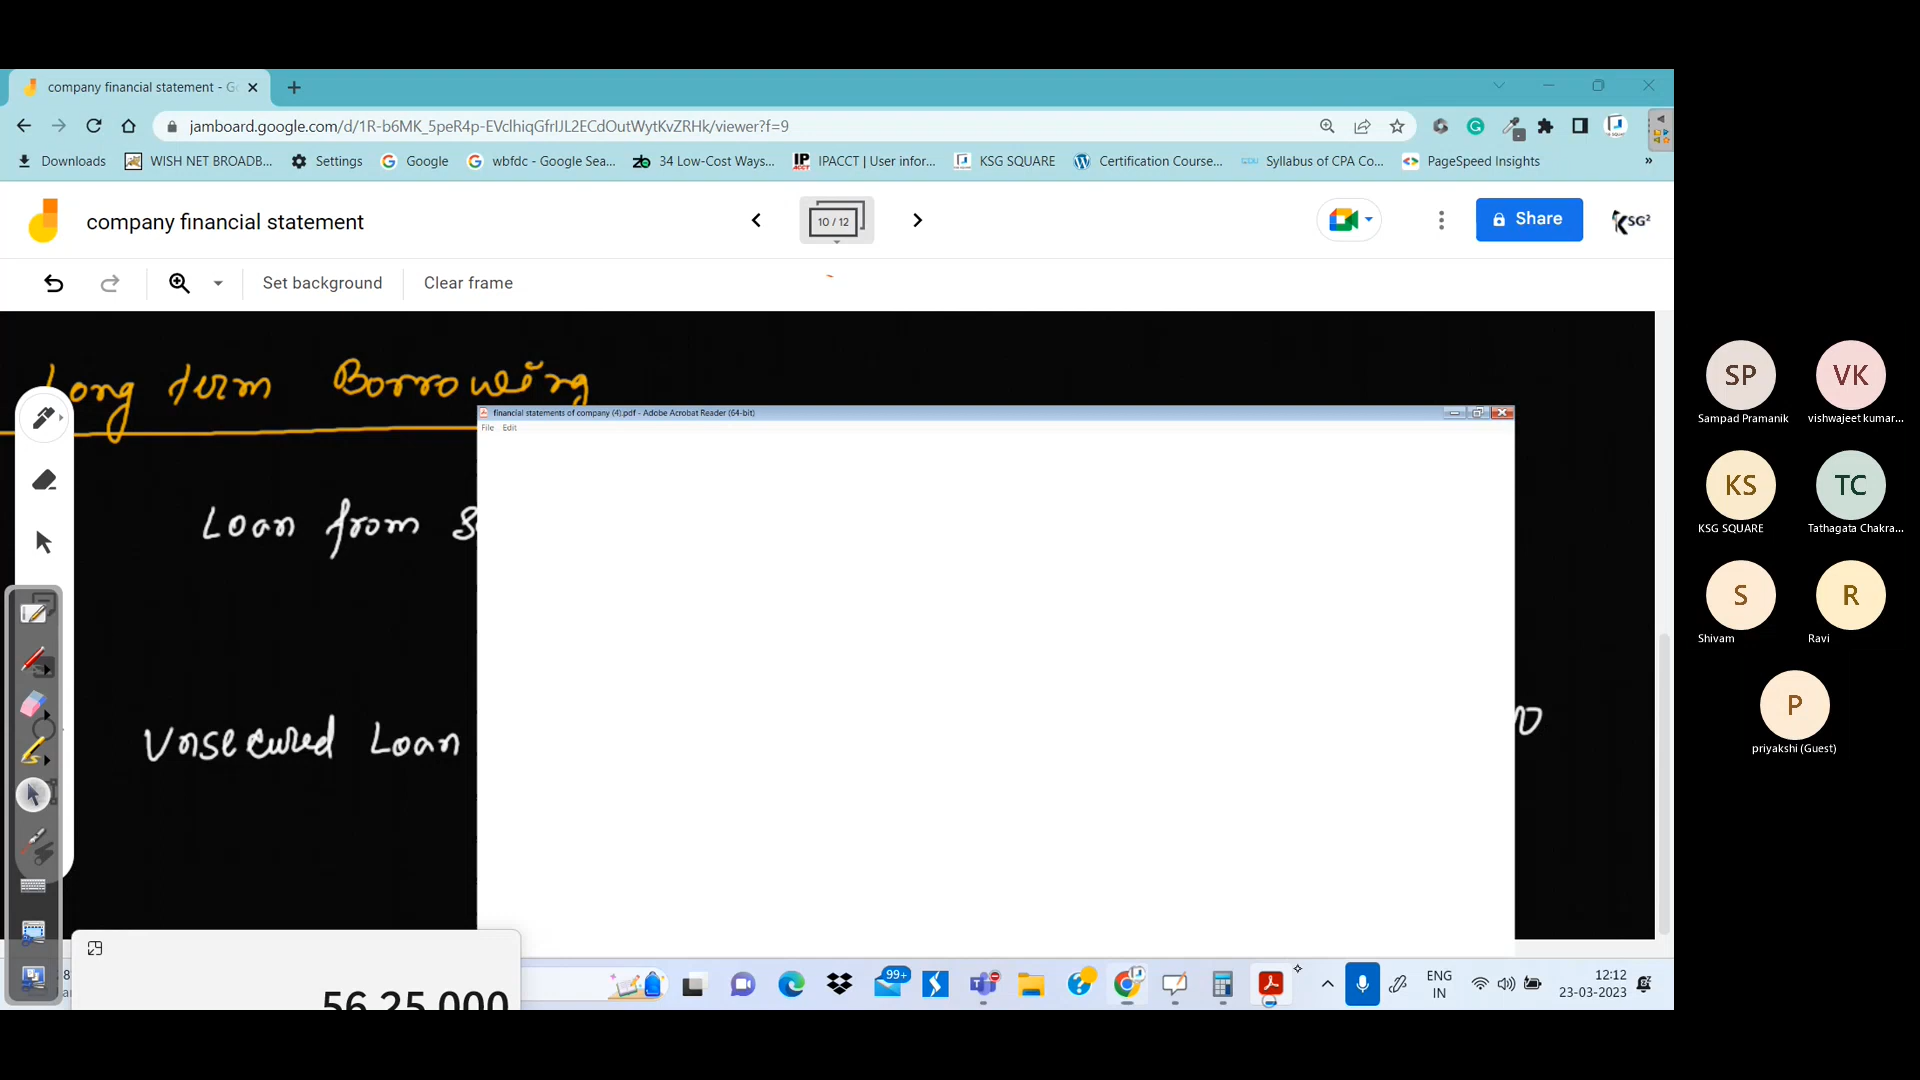 company financial statement - G
jamboard.google.com/d/1R-b6MK_5peR4p-EVclhiqGfrIJL2ECdOutWytKvZRHk/viewer?f=9
Downloads WISH NET BROADB... Settings Google wbfdc - Google Sea... 34 Low-Cost Ways... IPACCT | User infor... KSG SQUARE Certification Course... Syllabus of CPA Co... PageSpeed Insights »
company financial statement 10 / 12 Share KSG²
Set background Clear frame
Long term Borrowing
financial statements of company (4).pdf - Adobe Acrobat Reader (64-bit)
File Edit
Loan from
Unsecured Loan
56,25,000
99+
ENG
IN
12:12
23-03-2023
SP VK
Sampad Pramanik vishwajeet kumar...
KS TC
KSG SQUARE Tathagata Chakra...
S R
Shivam Ravi
P
priyakshi (Guest)